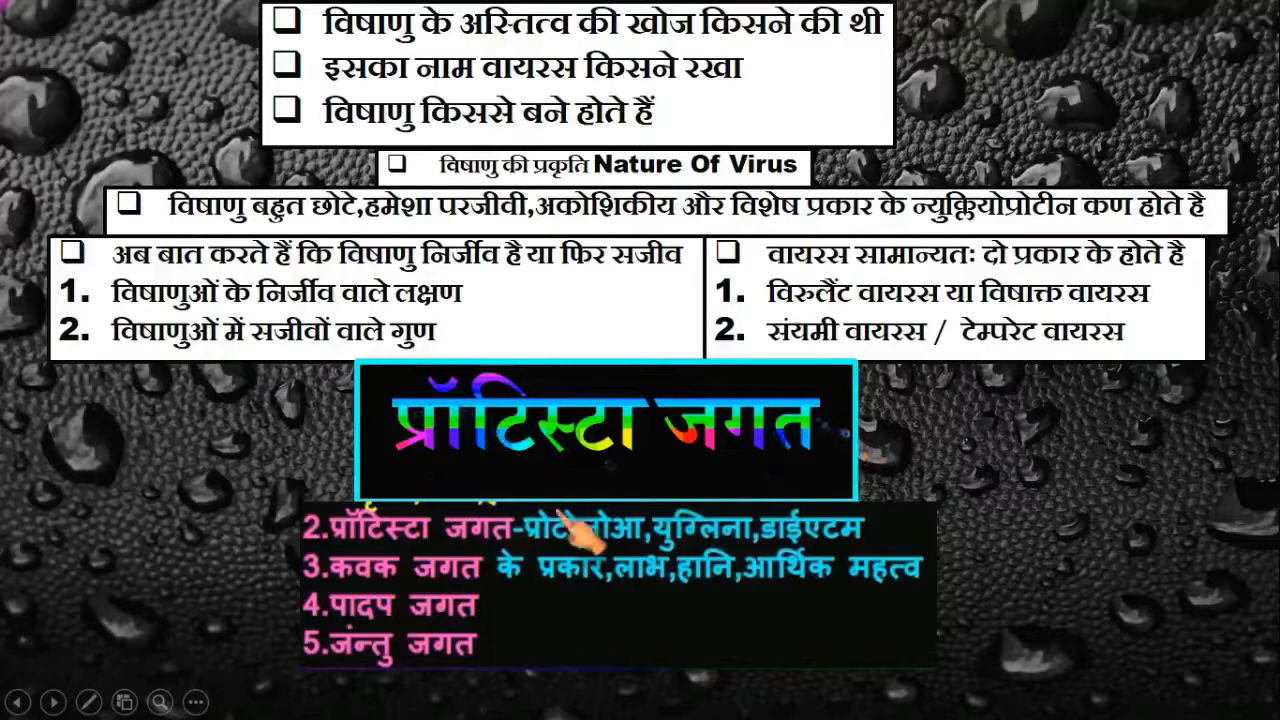 विषाणु के अस्तित्व की खोज किसने की थी
इसका नाम वायरस किसने रखा
विषाणु किससे बने होते हैं
विषाणु की प्रकृति Nature Of Virus
विषाणु बहुत छोटे,हमेशा परजीवी,अकोशिकीय और विशेष प्रकार के न्युक्लियोप्रोटीन कण होते है
अब बात करते हैं कि विषाणु निर्जीव है या फिर सजीव
1. विषाणुओं के निर्जीव वाले लक्षण
2. विषाणुओं में सजीवों वाले गुण
वायरस सामान्यतः दो प्रकार के होते है
1. विरुलैंट वायरस या विषाक्त वायरस
2. संयमी वायरस / टेम्परेट वायरस
प्रॉटिस्टा जगत
2.प्रॉटिस्टा जगत-,युग्लिना,डाईएटम
3.कवक जगत के प्रकार,लाभ,हानि,आर्थिक महत्व
4.पादप जगत
5.जंन्तु जगत